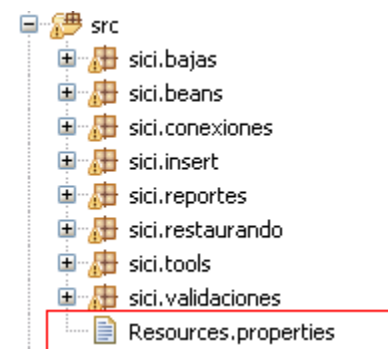 src
sici.bajas
sici.beans
sici.conexiones
sici.insert
sici.reportes
sici.restaurando
sici.tools
sici.validaciones
Resources.properties